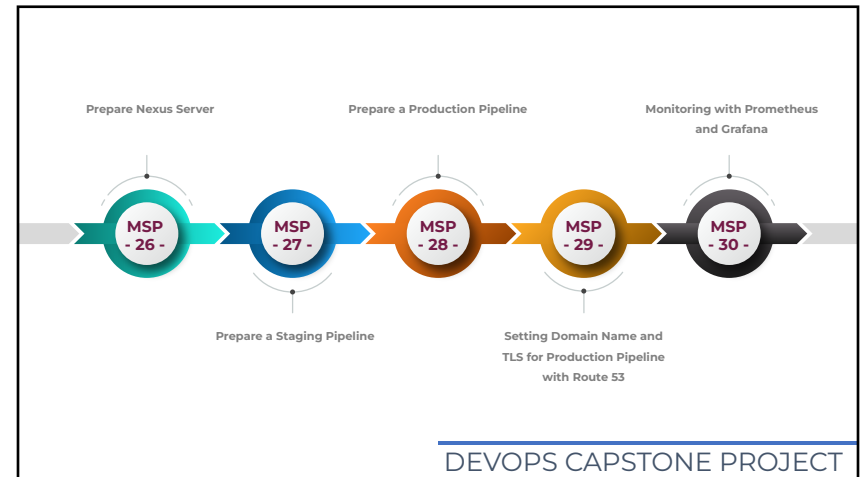 Prepare Nexus Server
Prepare a Production Pipeline
Monitoring with Prometheus
and Grafana
MSP
- 26 -
MSP
- 27 -
MSP
- 28 -
MSP
- 29 -
MSP
- 30 -
Prepare a Staging Pipeline
Setting Domain Name and
TLS for Production Pipeline
with Route 53
DEVOPS CAPSTONE PROJECT